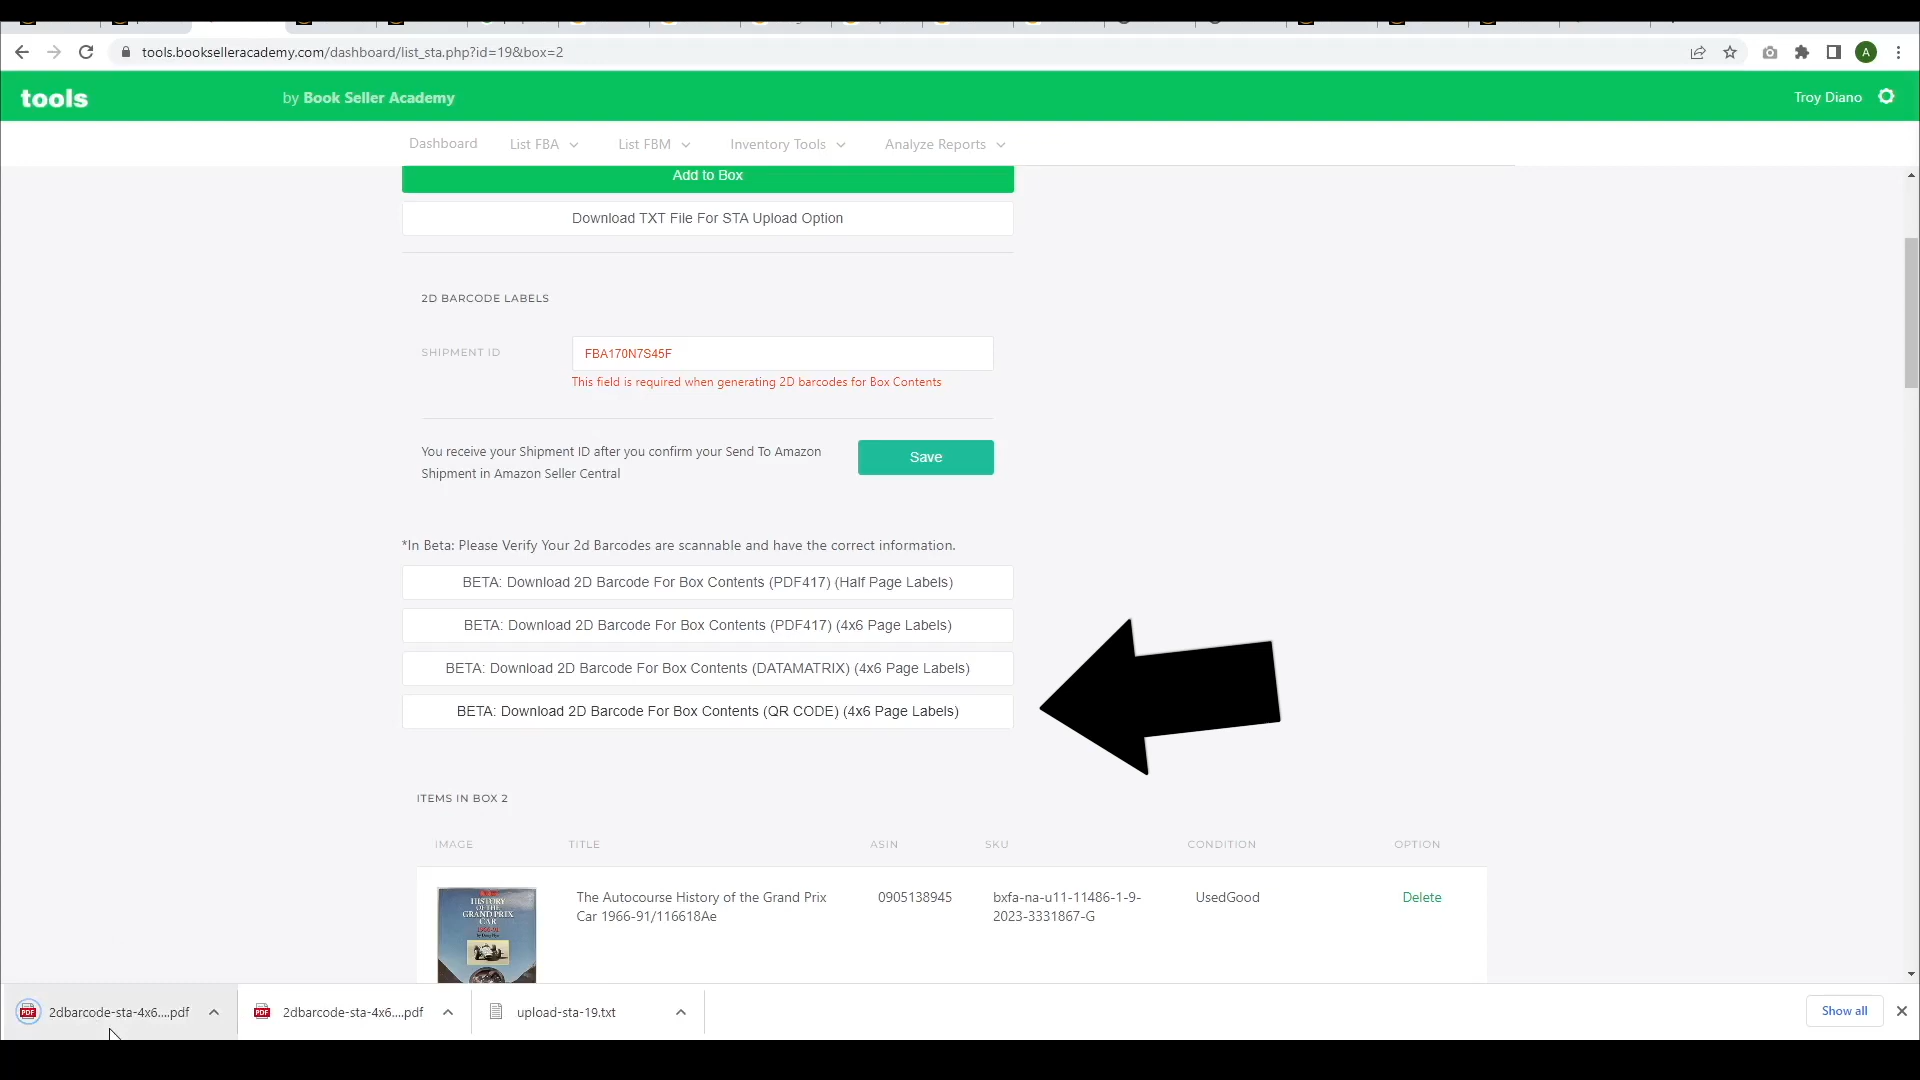 tools.booksselleracademy.com/dashboard/list_sta.php?id=19&box=2
A
tools
by Book Seller Academy
Troy Diano
Dashboard
List FBA
List FBM
Inventory Tools
Analyze Reports
Add to Box
Download TXT File For STA Upload Option
2D BARCODE LABELS
SHIPMENT ID
FBA170N7S45F
This field is required when generating 2D barcodes for Box Contents
You receive your Shipment ID after you confirm your Send To Amazon
Shipment in Amazon Seller Central
Save
*In Beta: Please Verify Your 2d Barcodes are scannable and have the correct information.
BETA: Download 2D Barcode For Box Contents (PDF417) (Half Page Labels)
BETA: Download 2D Barcode For Box Contents (PDF417) (4x6 Page Labels)
BETA: Download 2D Barcode For Box Contents (DATAMATRIX) (4x6 Page Labels)
BETA: Download 2D Barcode For Box Contents (QR CODE) (4x6 Page Labels)
ITEMS IN BOX 2
IMAGE TITLE ASIN SKU CONDITION OPTION
HISTORY
OF THE
GRAND PRIX
CAR
The Autocourse History of the Grand Prix
Car 1966-91/116618Ae
0905138945
bxfa-na-u11-11486-1-9-
2023-3331867-G
UsedGood
Delete
PDF
2dbarcode-sta-4x6....pdf
PDF
2dbarcode-sta-4x6....pdf
upload-sta-19.txt
Show all